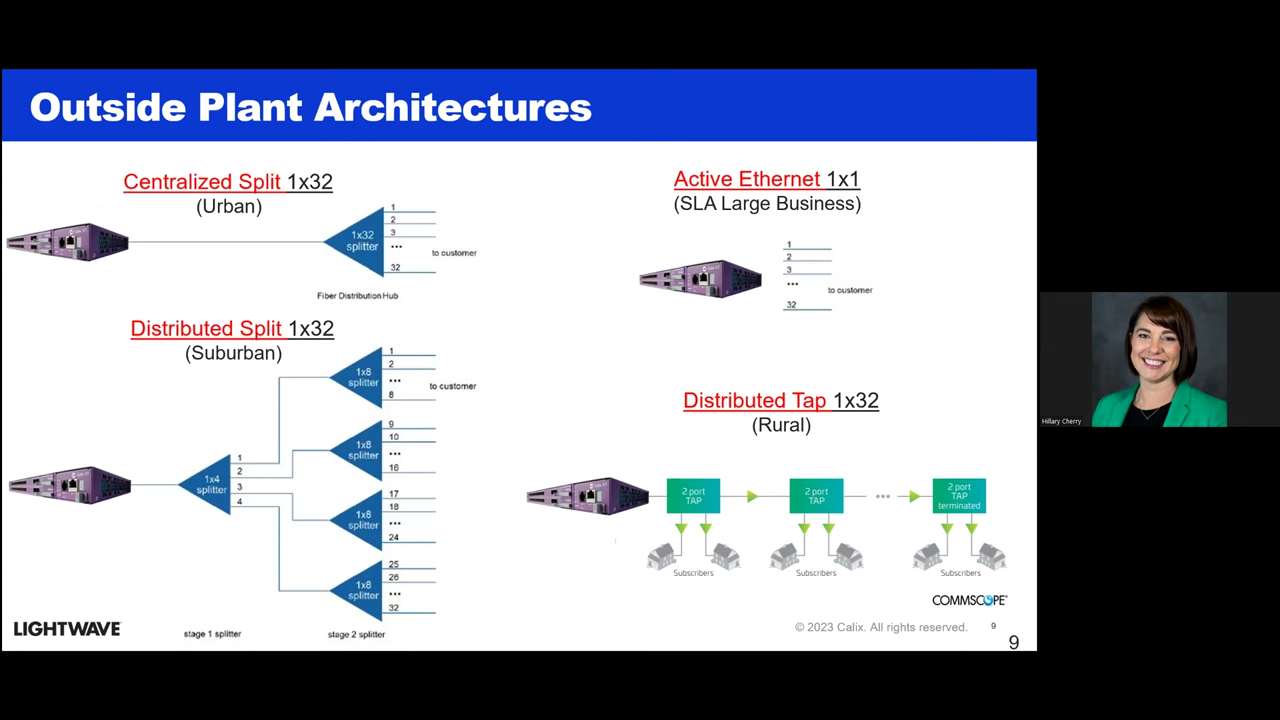 Outside Plant Architectures
Centralized Split 1x32
(Urban)
1x32
splitter
1
2
3
...
32
to customer
Fiber Distribution Hub
Distributed Split 1x32
(Suburban)
1x4
splitter
1
2
3
4
1x8
splitter
1
2
...
8
to customer
1x8
splitter
9
10
...
16
1x8
splitter
17
18
...
24
1x8
splitter
25
26
...
32
stage 1 splitter
stage 2 splitter
Active Ethernet 1x1
(SLA Large Business)
1
2
3
...
32
to customer
Distributed Tap 1x32
(Rural)
2 port
TAP
2 port
TAP
...
2 port
TAP
terminated
Subscribers
Subscribers
Subscribers
COMMSCOPE®
LIGHTWAVE
© 2023 Calix. All rights reserved.
9
9
Hillary Cherry